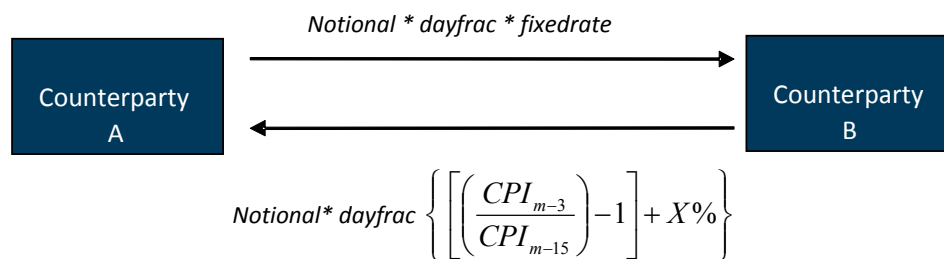 Notional * dayfrac * fixedrate
Counterparty
A
Counterparty
B
Notional* dayfrac {[(CPI_{m-3}/CPI_{m-15})-1]+X%}